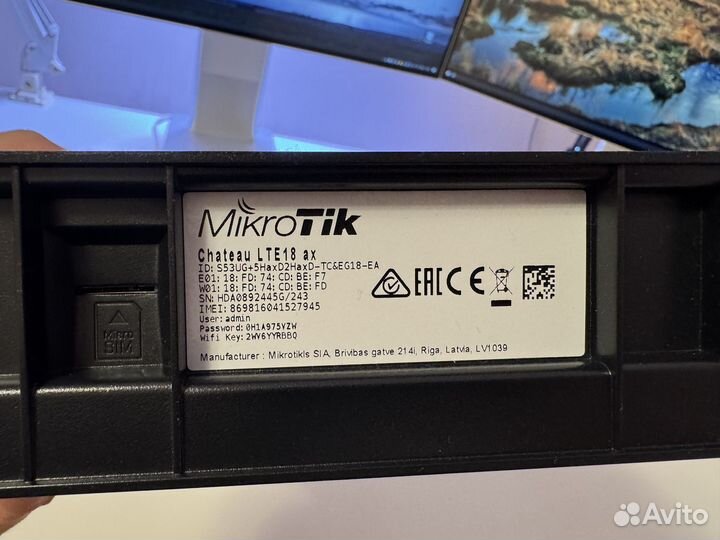 MikroTik
Chateau LTE18 ax
ID: S53UG+5HaxD2HaxD-TC&EG18-EA
E01: 18: FD: 74: CD: BE: F7
W01: 18: FD: 74: CD: BE: FD
SN: HDA0892445G/243
IMEI: 869816041527945
User: admin
Password: 0H1A975VZW
Wifi Key: 2WV6YYRBBQ
Manufacturer : Mikrotikls SIA, Brivibas gatve 214i, Riga, Latvia, LV1039
EAC CE
MICRO
SIM
Avito